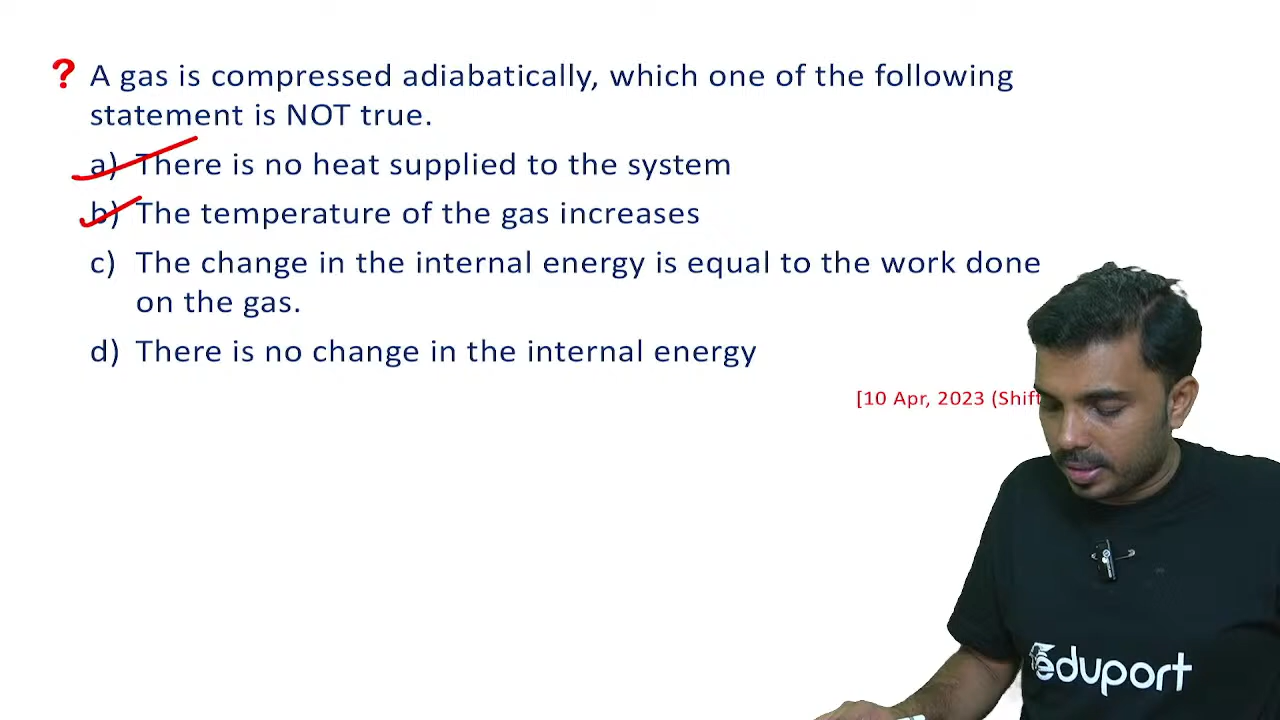 ? A gas is compressed adiabatically, which one of the following
statement is NOT true.
a) There is no heat supplied to the system
b) The temperature of the gas increases
c) The change in the internal energy is equal to the work done
on the gas.
d) There is no change in the internal energy
[10 Apr, 2023 (Shift
eduport